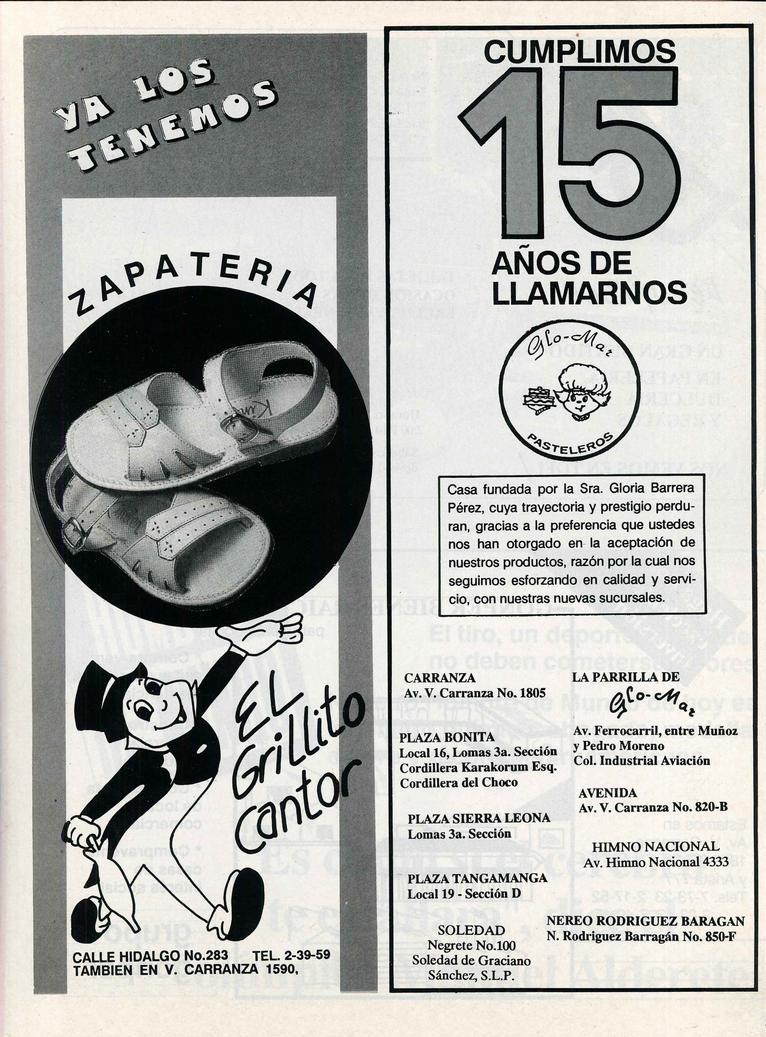 YA LOS
TENEMOS
ZAPATERIA
EL
Grillito
Cantor
CALLE HIDALGO No.283 TEL. 2-39-59
TAMBIEN EN V. CARRANZA 1590,
CUMPLIMOS
15
AÑOS DE
LLAMARNOS
Glo-Mar
PASTELEROS
Casa fundada por la Sra. Gloria Barrera
Pérez, cuya trayectoria y prestigio perdu-
ran, gracias a la preferencia que ustedes
nos han otorgado en la aceptación de
nuestros productos, razón por la cual nos
seguimos esforzando en calidad y servi-
cio, con nuestras nuevas sucursales.
CARRANZA
Av. V. Carranza No. 1805
PLAZA BONITA
Local 16, Lomas 3a. Sección
Cordillera Karakorum Esq.
Cordillera del Choco
PLAZA SIERRA LEONA
Lomas 3a. Sección
PLAZA TANGAMANGA
Local 19 - Sección D
SOLEDAD
Negrete No.100
Soledad de Graciano
Sánchez, S.L.P.
LA PARRILLA DE
Glo-Mar
Av. Ferrocarril, entre Muñoz
y Pedro Moreno
Col. Industrial Aviación
AVENIDA
Av. V. Carranza No. 820-B
HIMNO NACIONAL
Av. Himno Nacional 4333
NEREO RODRIGUEZ BARAGAN
N. Rodriguez Barragán No. 850-F